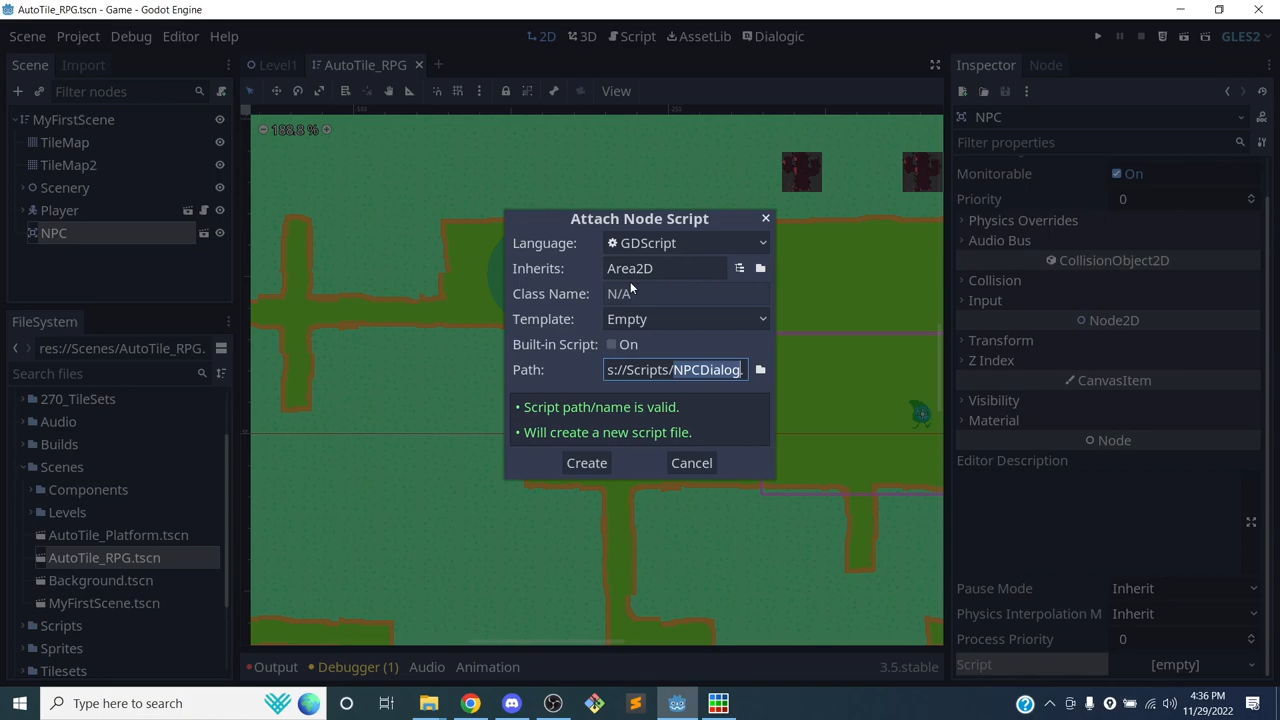 AutoTile_RPG.tscn - Game - Godot Engine
Scene Project Debug Editor Help
2D 3D Script AssetLib Dialogic
GLES2
Scene Import
Filter nodes
MyFirstScene
TileMap
TileMap2
Scenery
Player
NPC
FileSystem
res://Scenes/AutoTile_RPG.
Search files
270_TileSets
Audio
Builds
Scenes
Components
Levels
AutoTile_Platform.tscn
AutoTile_RPG.tscn
Background.tscn
MyFirstScene.tscn
Scripts
Sprites
Tilesets
Level1 AutoTile_RPG
View
188.8 %
Attach Node Script
Language: GDScript
Inherits: Area2D
Class Name: N/A
Template: Empty
Built-in Script: On
Path: s://Scripts/NPCDialog.
• Script path/name is valid.
• Will create a new script file.
Create Cancel
Output Debugger (1) Audio Animation 3.5.stable
Inspector Node
NPC
Filter properties
Monitorable On
Priority 0
Physics Overrides
Audio Bus
CollisionObject2D
Collision
Input
Node2D
Transform
Z Index
CanvasItem
Visibility
Material
Node
Editor Description
Pause Mode Inherit
Physics Interpolation M Inherit
Process Priority 0
Script [empty]
Type here to search
4:36 PM
11/29/2022